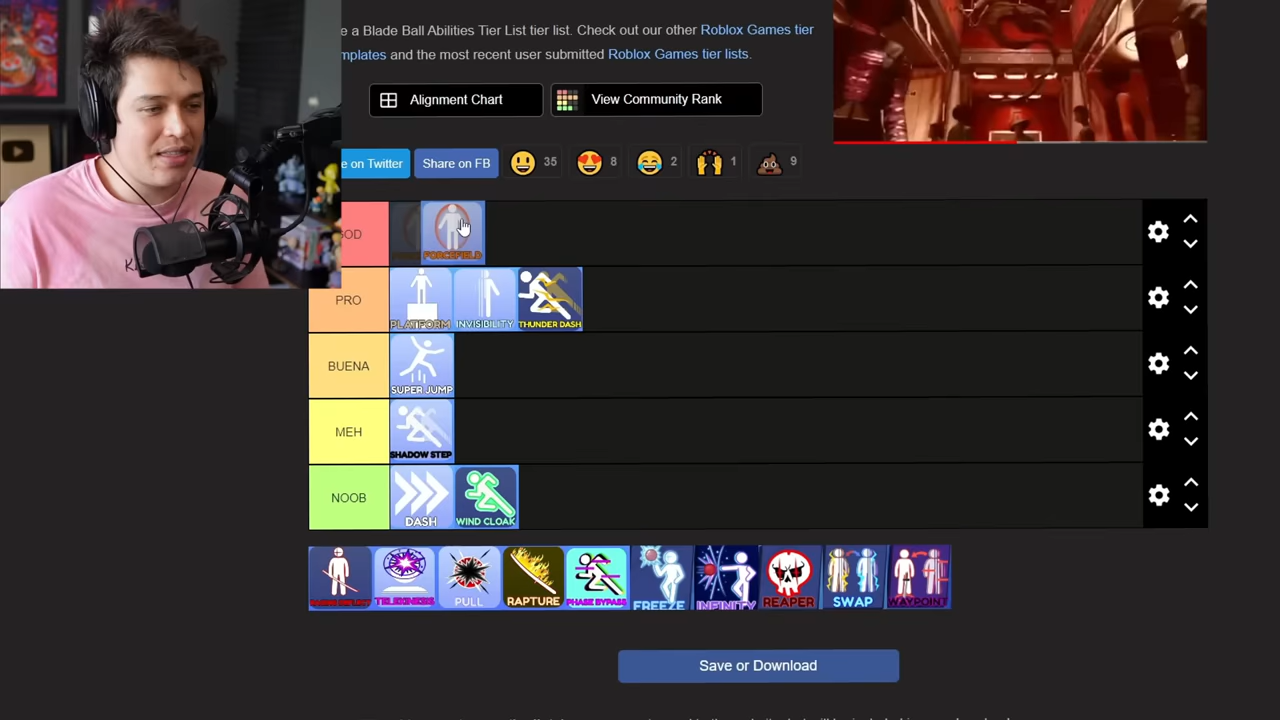 e a Blade Ball Abilities Tier List tier list. Check out our other Roblox Games tier
mplates and the most recent user submitted Roblox Games tier lists.
Alignment Chart
View Community Rank
e on Twitter
Share on FB
35
8
2
1
9
GOD
FORCEFIELD
PRO
PLATFORM
INVISIBILITY
THUNDER DASH
BUENA
SUPER JUMP
MEH
SHADOW STEP
NOOB
DASH
WIND CLOAK
PULL
RAPTURE
PHASE BYPASS
FREEZE
INFINITY
REAPER
SWAP
WAYPOINT
Save or Download